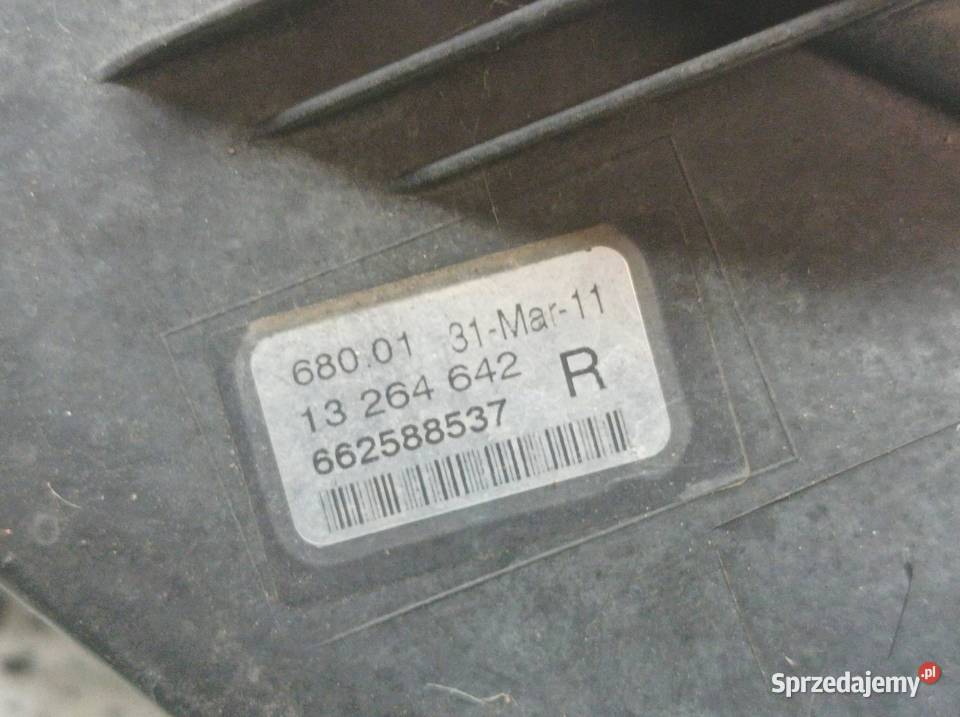 680.01 31-Mar-11
13 264 642 R
662588537
Sprzedajemy.pl